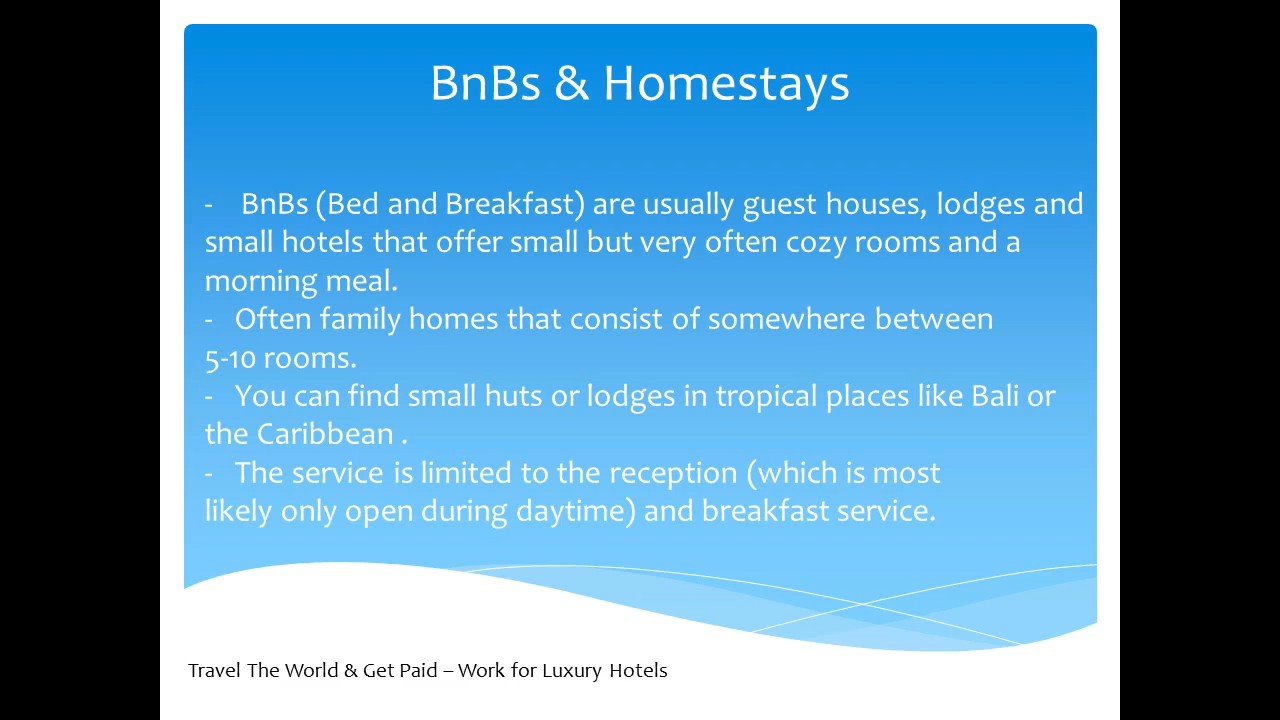 BnBs & Homestays
- BnBs (Bed and Breakfast) are usually guest houses, lodges and
small hotels that offer small but very often cozy rooms and a
morning meal.
- Often family homes that consist of somewhere between
5-10 rooms.
- You can find small huts or lodges in tropical places like Bali or
the Caribbean .
- The service is limited to the reception (which is most
likely only open during daytime) and breakfast service.
Travel The World & Get Paid – Work for Luxury Hotels